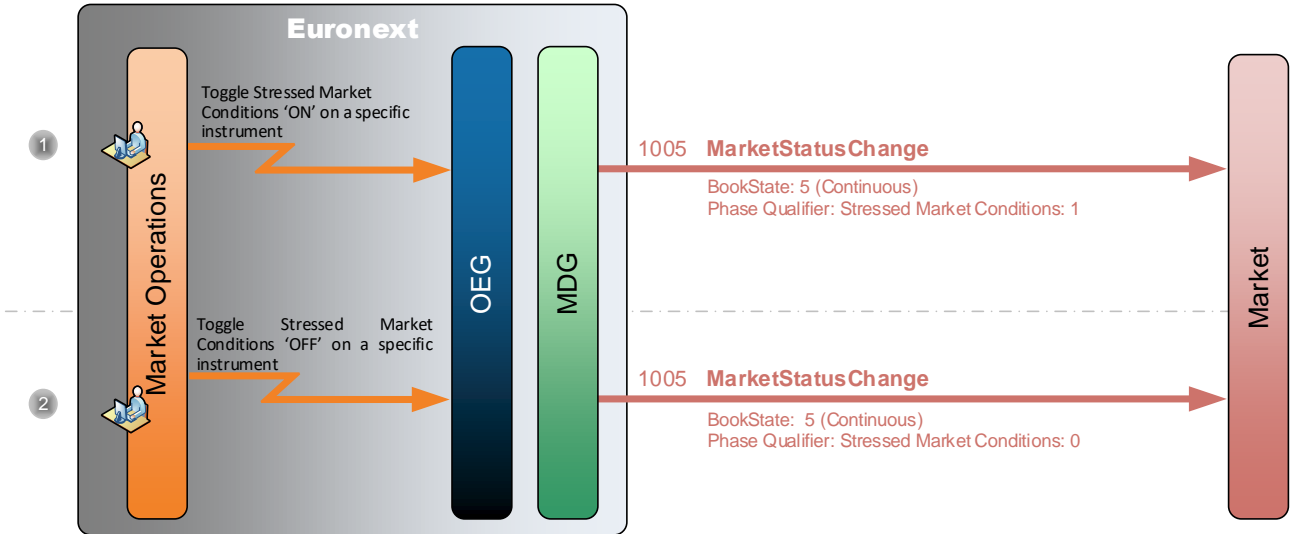 Euronext
Market Operations
OEG
MDG
Market
1
Toggle Stressed Market
Conditions ‘ON’ on a specific
instrument
1005 MarketStatusChange
BookState: 5 (Continuous)
Phase Qualifier: Stressed Market Conditions: 1
2
Toggle Stressed Market
Conditions ‘OFF’ on a specific
instrument
1005 MarketStatusChange
BookState: 5 (Continuous)
Phase Qualifier: Stressed Market Conditions: 0